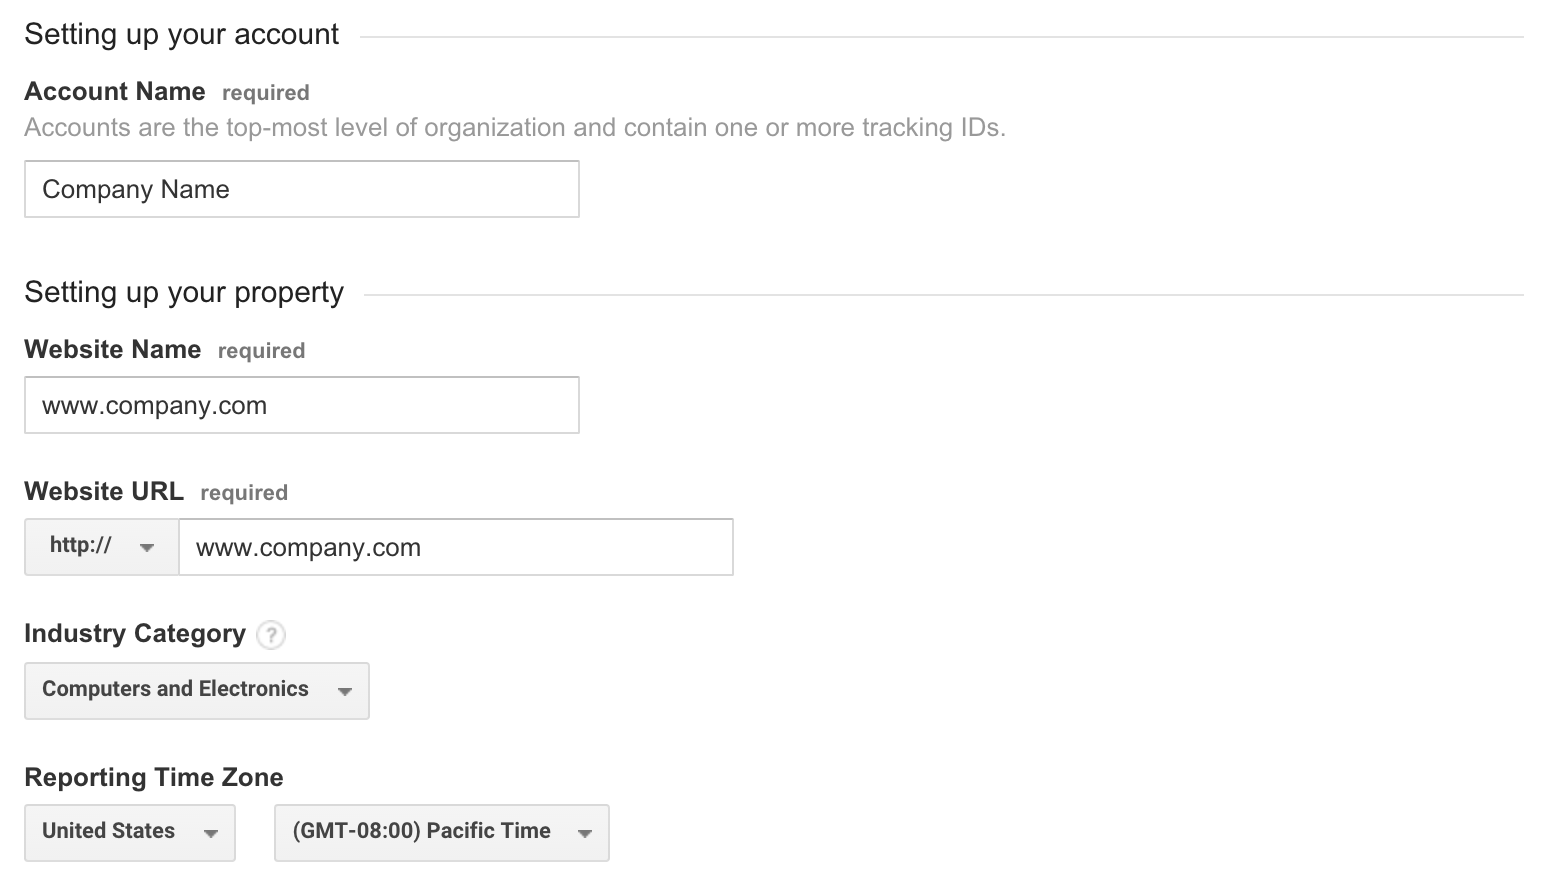 Setting up your account
Account Name required
Accounts are the top-most level of organization and contain one or more tracking IDs.
Company Name
Setting up your property
Website Name required
www.company.com
Website URL required
http:// www.company.com
Industry Category ?
Computers and Electronics
Reporting Time Zone
United States (GMT-08:00) Pacific Time